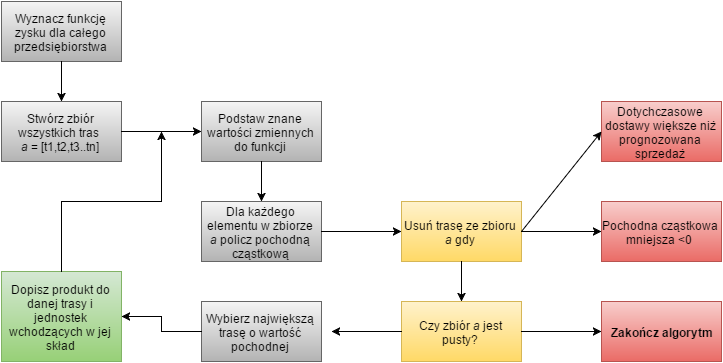 Wyznacz funkcję
zysku dla całego
przedsiębiorstwa
Stwórz zbiór
wszystkich tras
a = [t1,t2,t3..tn]
Podstaw znane
wartości zmiennych
do funkcji
Dotychczasowe
dostawy większe niż
prognozowana
sprzedaż
Dla każdego
elementu w zbiorze
a policz pochodną
cząstkową
Usuń trasę ze zbioru
a gdy
Pochodna cząstkowa
mniejsza <0
Dopisz produkt do
danej trasy i
jednostek
wchodzących w jej
skład
Wybierz największą
trasę o wartość
pochodnej
Czy zbiór a jest
pusty?
Zakończ algorytm